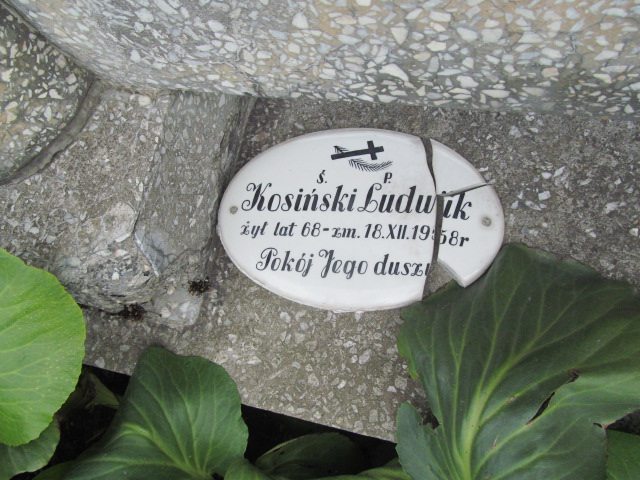 Ś. P.
Kosiński Ludwik
żył lat 68-zm. 18.XII.1958r
Pokój Jego duszy